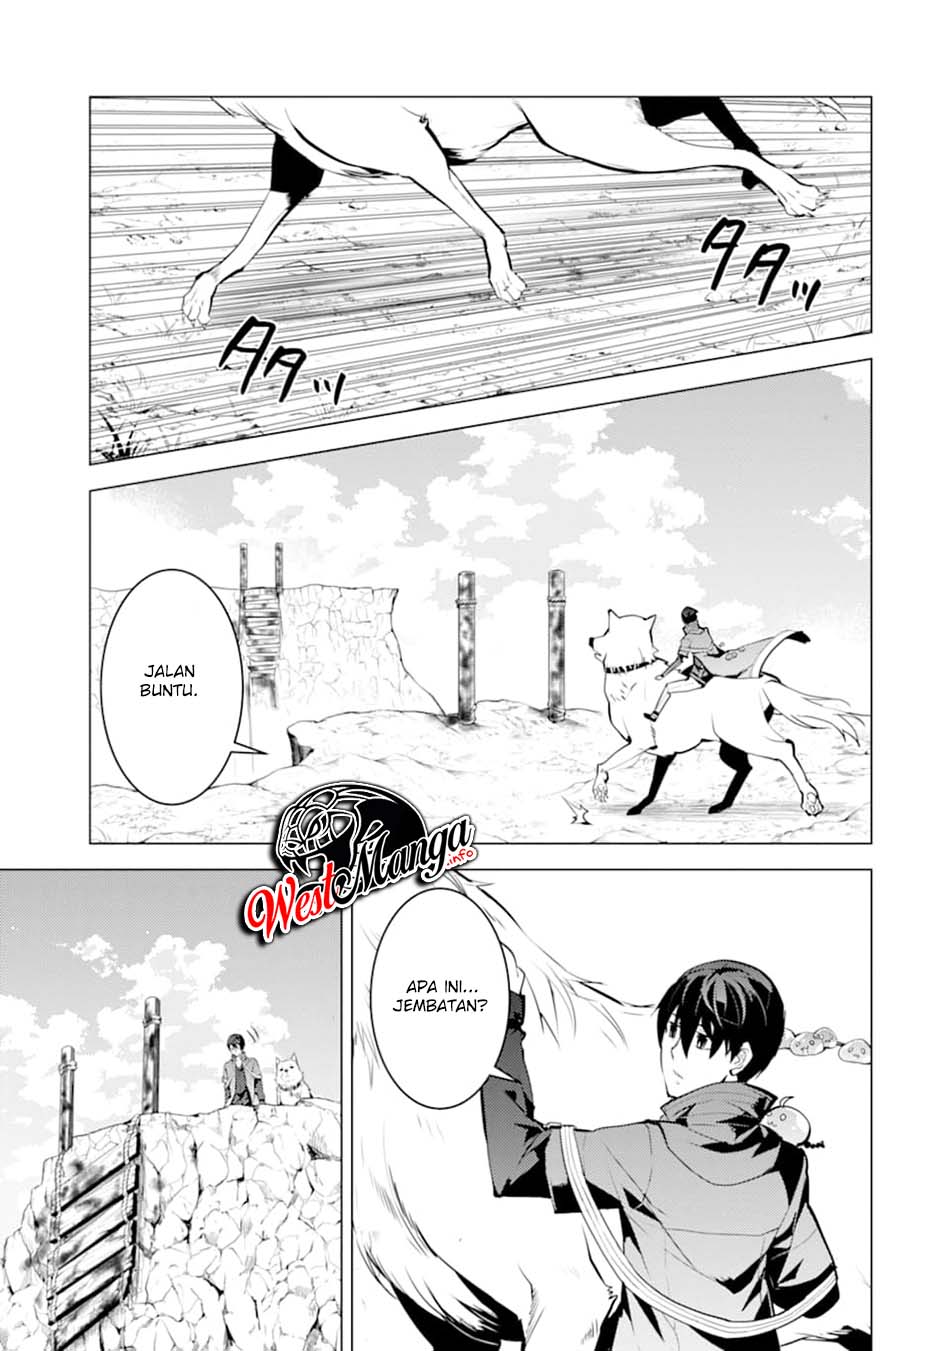 タタッ
タタッ
JALAN
BUNTU.
WestManga
.info
APA INI...
JEMBATAN?